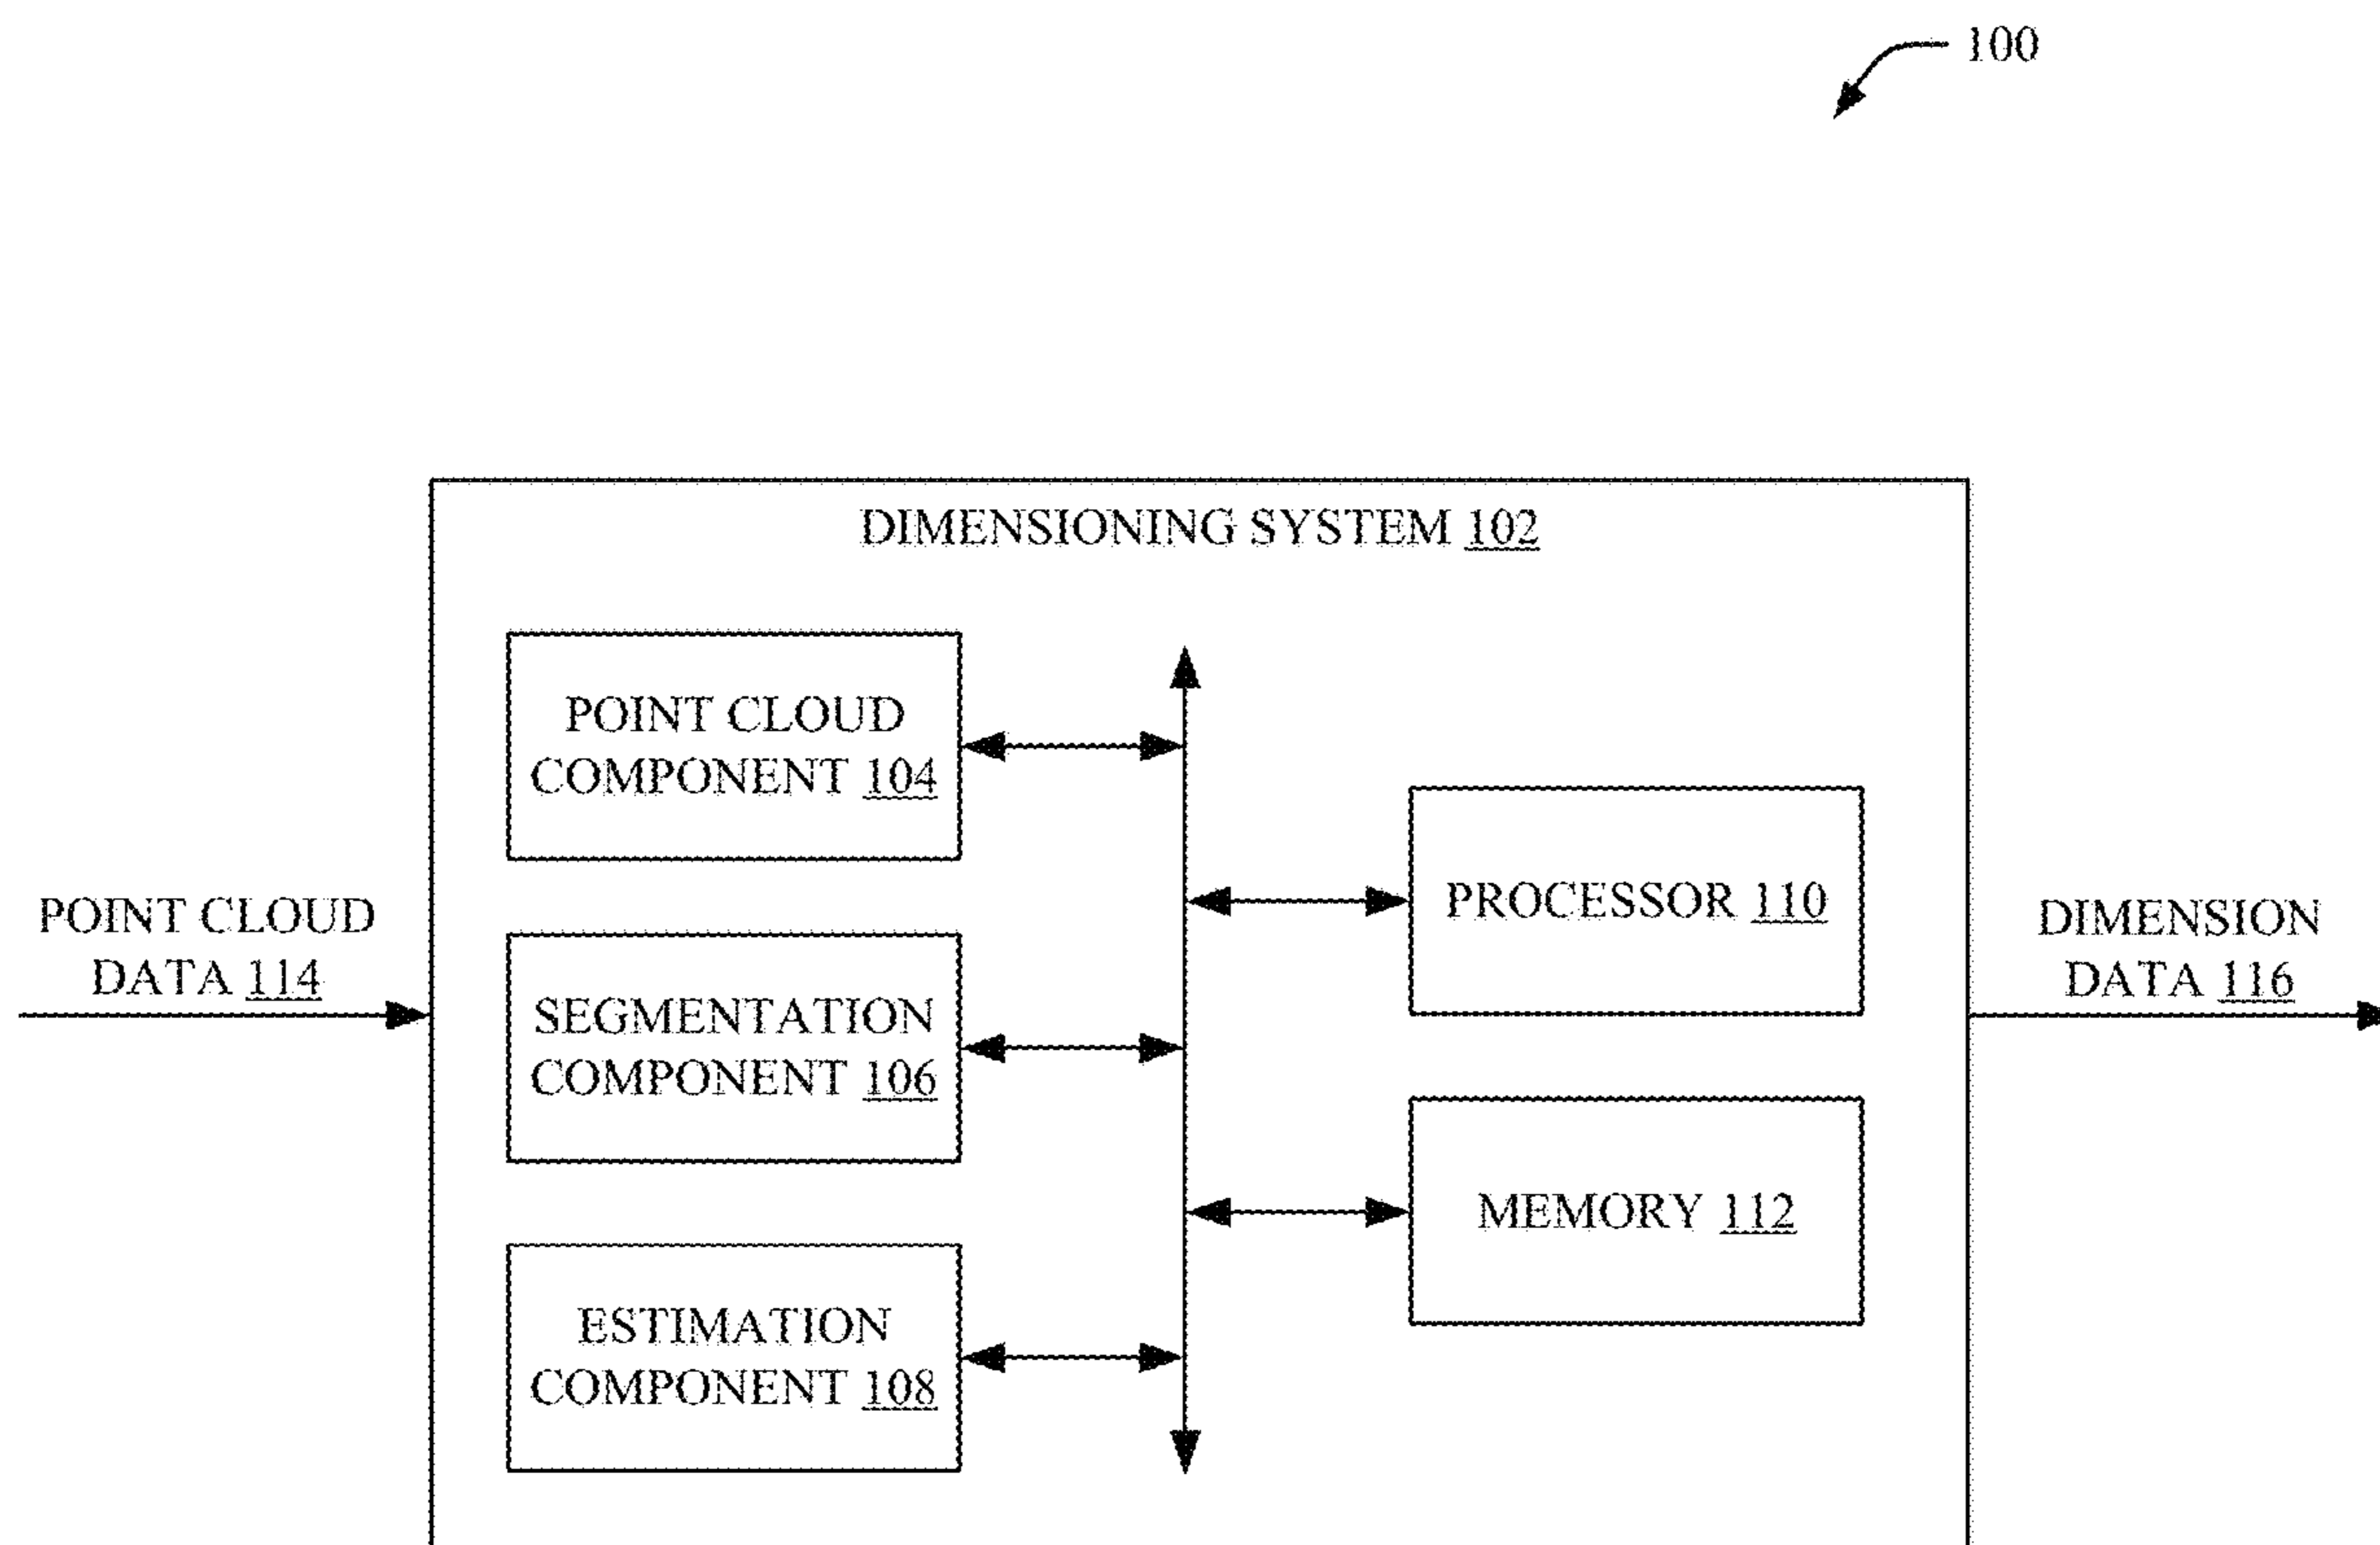 100
DIMENSIONING SYSTEM 102
POINT CLOUD
COMPONENT 104
SEGMENTATION
COMPONENT 106
ESTIMATION
COMPONENT 108
PROCESSOR 110
MEMORY 112
POINT CLOUD
DATA 114
DIMENSION
DATA 116